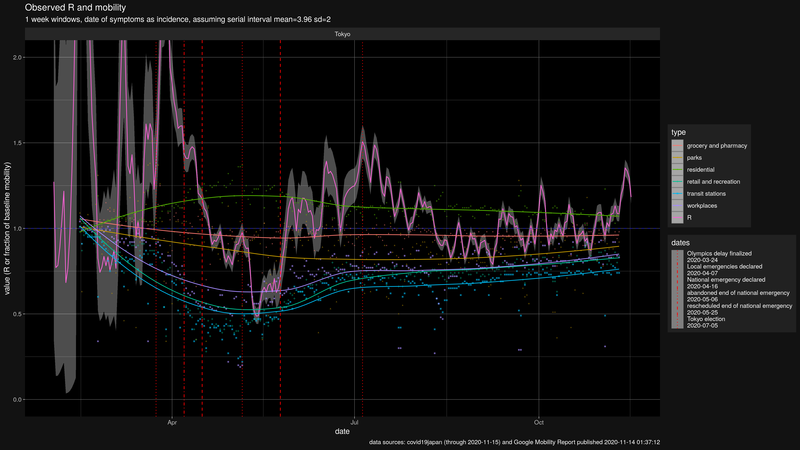 Observed R and mobility
1 week windows, date of symptoms as incidence, assuming serial interval mean=3.96 sd=2
Tokyo
value (R or fraction of baseline mobility)
2.0
1.5
1.0
0.5
0.0
Apr
Jul
Oct
date
type
grocery and pharmacy
parks
residential
retail and recreation
transit stations
workplaces
R
dates
Olympics delay finalized
2020-03-24
Local emergencies declared
2020-04-07
National emergency declared
2020-04-16
abandoned end of national emergency
2020-05-06
rescheduled end of national emergency
2020-05-25
Tokyo election
2020-07-05
data sources: covid19japan (through 2020-11-15) and Google Mobility Report published 2020-11-14 01:37:12